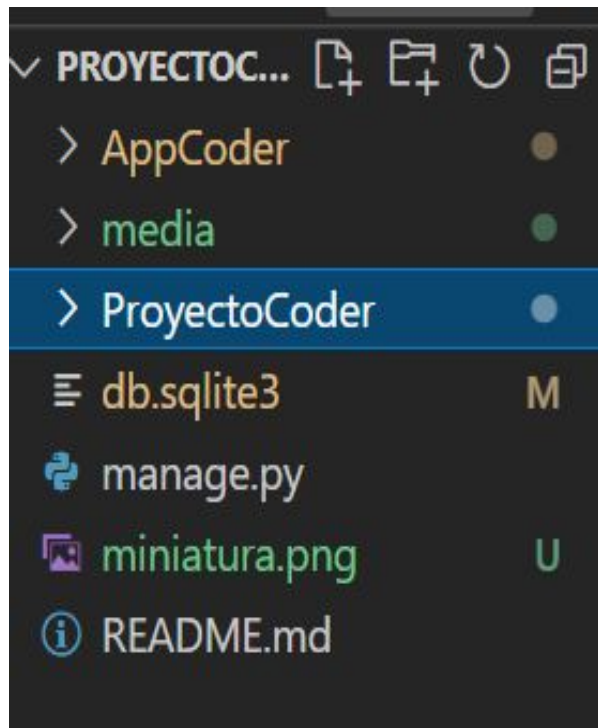 PROYECTOC...
AppCoder
media
ProyectoCoder
db.sqlite3 M
manage.py
miniatura.png U
README.md